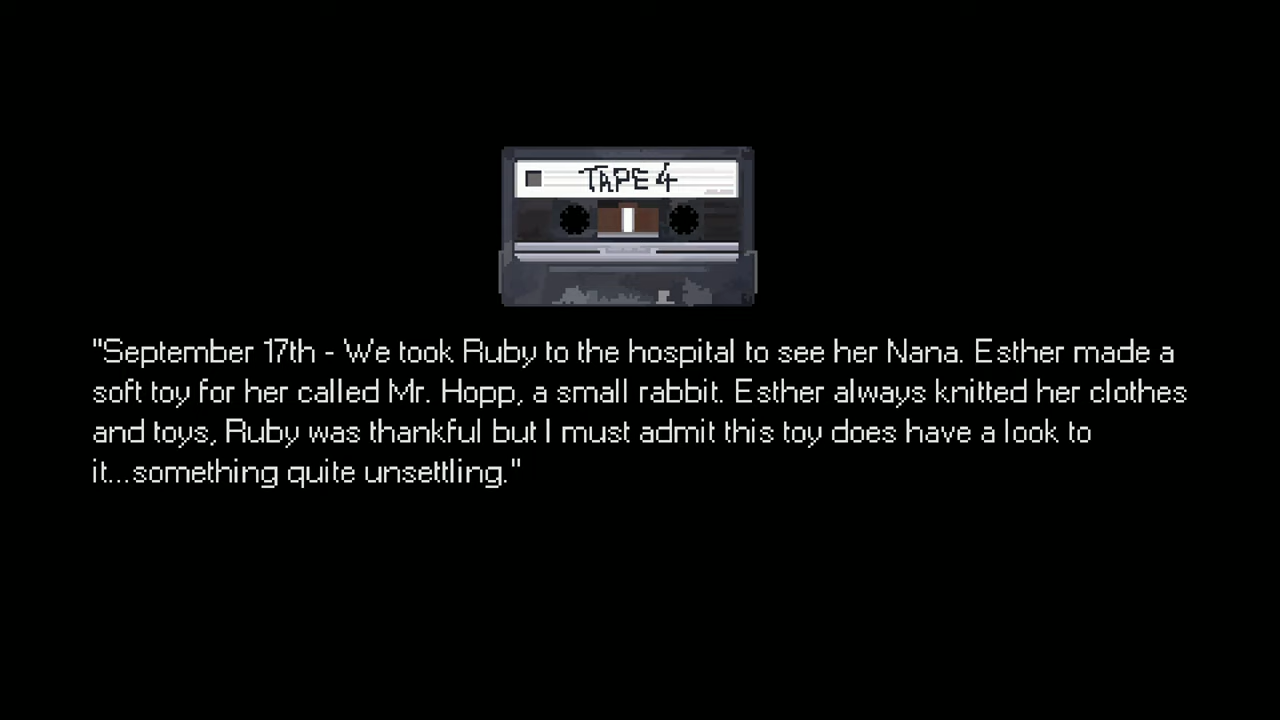 TAPE 4
"September 17th - We took Ruby to the hospital to see her Nana. Esther made a
soft toy for her called Mr. Hopp, a small rabbit. Esther always knitted her clothes
and toys, Ruby was thankful but I must admit this toy does have a look to
it...something quite unsettling."